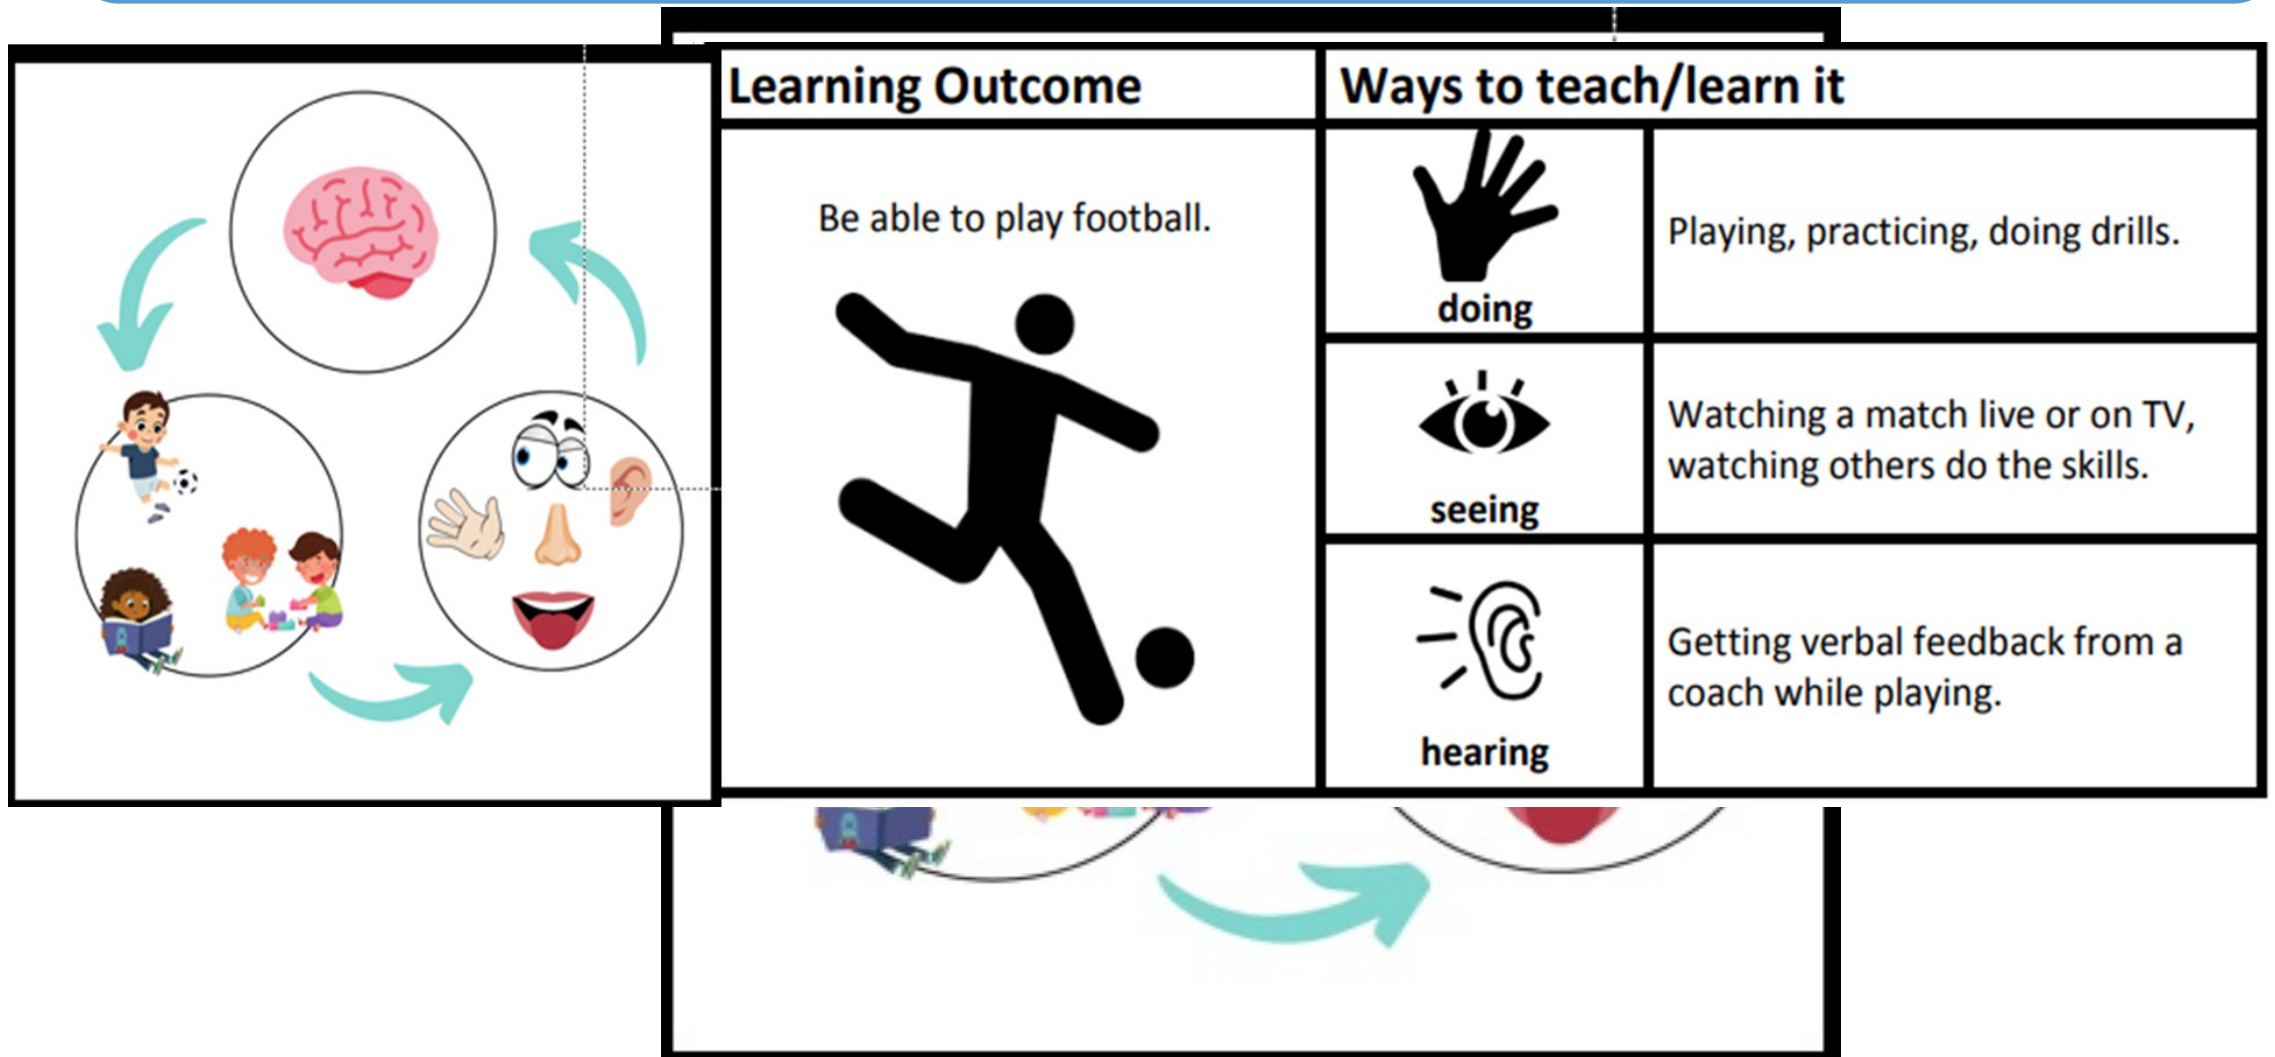 Learning Outcome
Ways to teach/learn it
Be able to play football.
doing
Playing, practicing, doing drills.
seeing
Watching a match live or on TV,
watching others do the skills.
hearing
Getting verbal feedback from a
coach while playing.